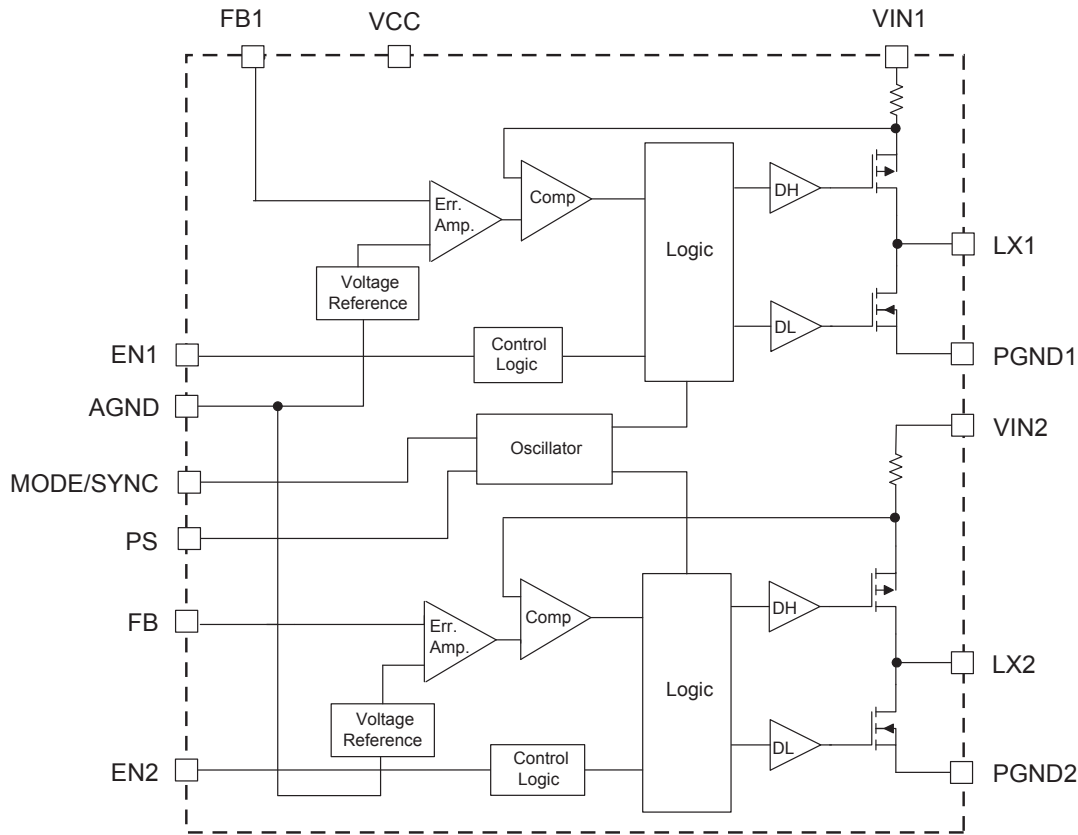 FB1
VCC
VIN1
Err.
Amp.
Comp
Logic
DH
LX1
Voltage
Reference
DL
EN1
Control
Logic
PGND1
AGND
VIN2
Oscillator
MODE/SYNC
PS
FB
Err.
Amp.
Comp
Logic
DH
LX2
Voltage
Reference
DL
EN2
Control
Logic
PGND2